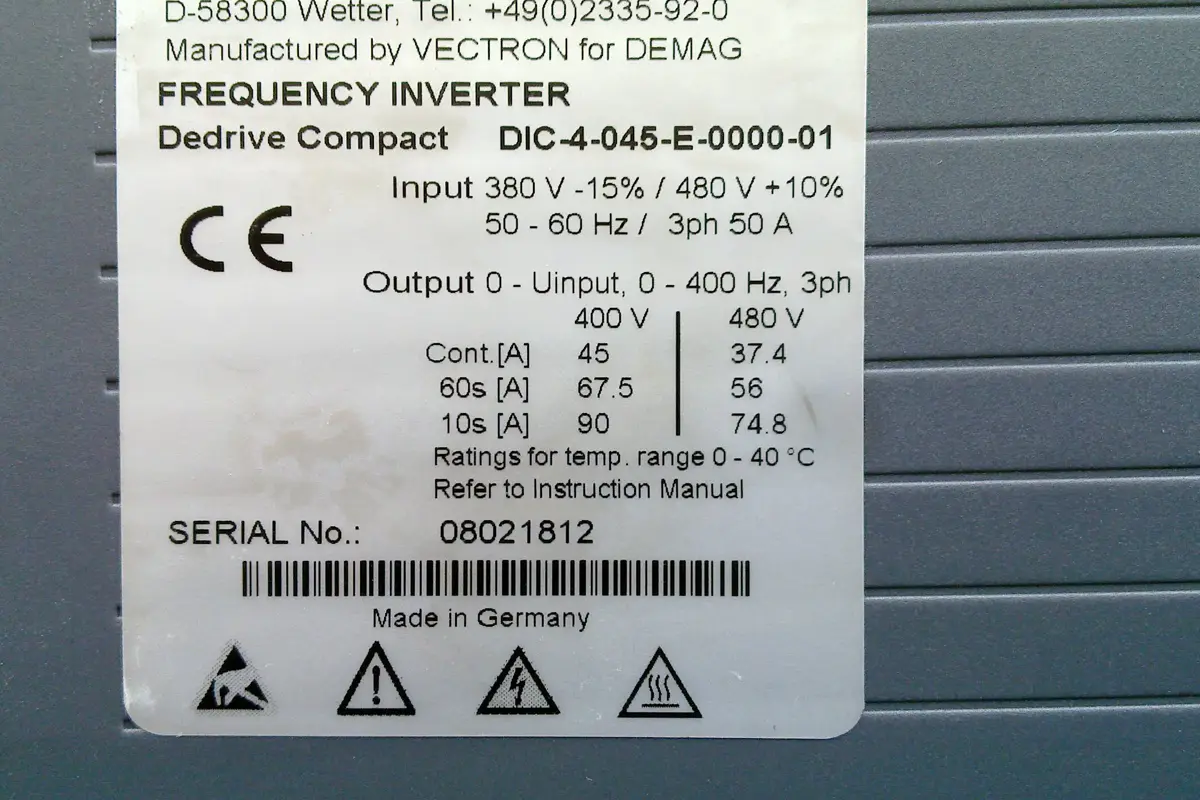 D-58300 Wetter, Tel.: +49(0)2335-92-0
Manufactured by VECTRON for DEMAG
FREQUENCY INVERTER
Dedrive Compact DIC-4-045-E-0000-01
Input 380 V -15% / 480 V +10%
50 - 60 Hz / 3ph 50 A
CE
Output 0 - Uinput, 0 - 400 Hz, 3ph
400 V 480 V
Cont.[A] 45 37.4
60s [A] 67.5 56
10s [A] 90 74.8
Ratings for temp. range 0 - 40 °C
Refer to Instruction Manual
SERIAL No.: 08021812
Made in Germany